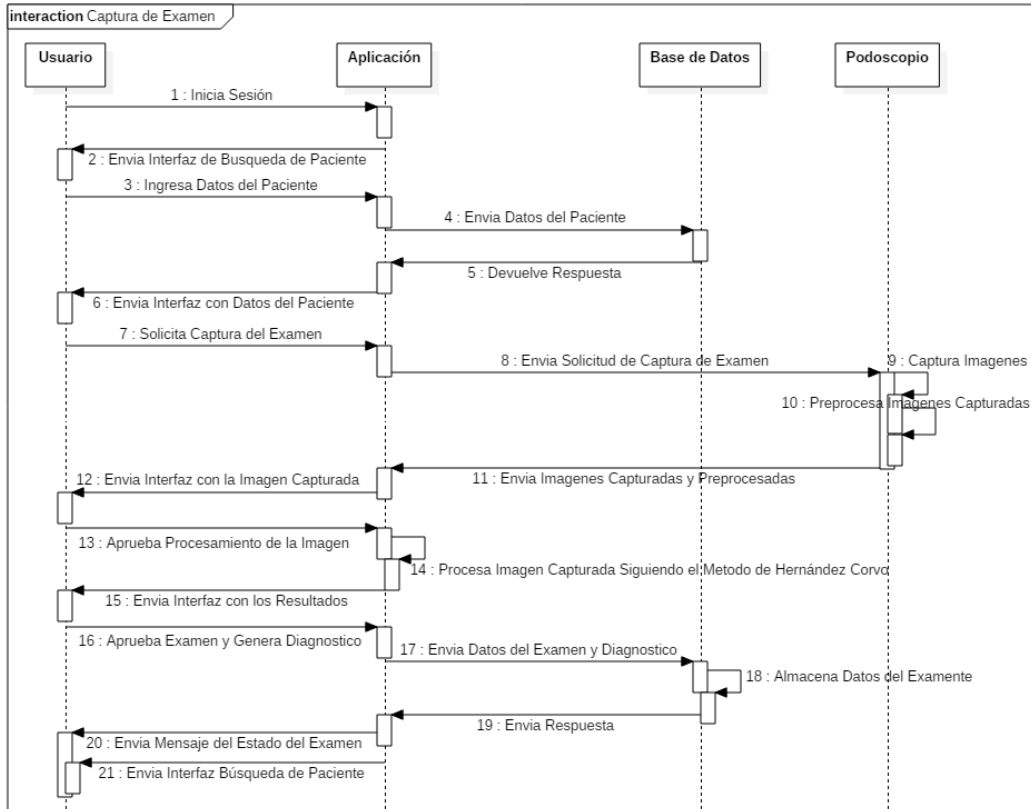 interaction Captura de Examen
Usuario
Aplicación
Base de Datos
Podoscopio
1 : Inicia Sesión
2 : Envia Interfaz de Busqueda de Paciente
3 : Ingresa Datos del Paciente
4 : Envia Datos del Paciente
5 : Devuelve Respuesta
6 : Envia Interfaz con Datos del Paciente
7 : Solicita Captura del Examen
8 : Envia Solicitud de Captura de Examen
9 : Captura Imagenes
10 : Preprocesa Imagenes Capturadas
11 : Envia Imagenes Capturadas y Preprocesadas
12 : Envia Interfaz con la Imagen Capturada
13 : Aprueba Procesamiento de la Imagen
14 : Procesa Imagen Capturada Siguiendo el Metodo de Hernández Corvo
15 : Envia Interfaz con los Resultados
16 : Aprueba Examen y Genera Diagnostico
17 : Envia Datos del Examen y Diagnostico
18 : Almacena Datos del Examente
19 : Envia Respuesta
20 : Envia Mensaje del Estado del Examen
21 : Envia Interfaz Búsqueda de Paciente